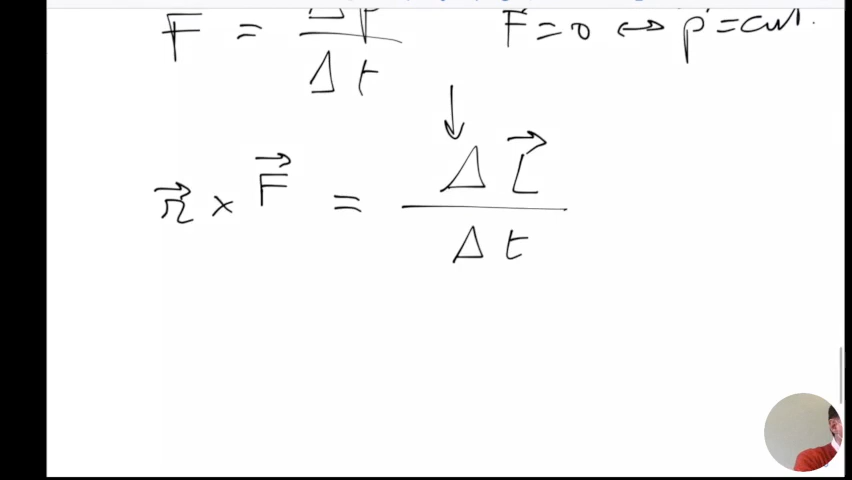 F = Δp / Δt F = 0 ↔ p = cost.
↓
r⃗ × F⃗ = ΔL⃗ / Δt